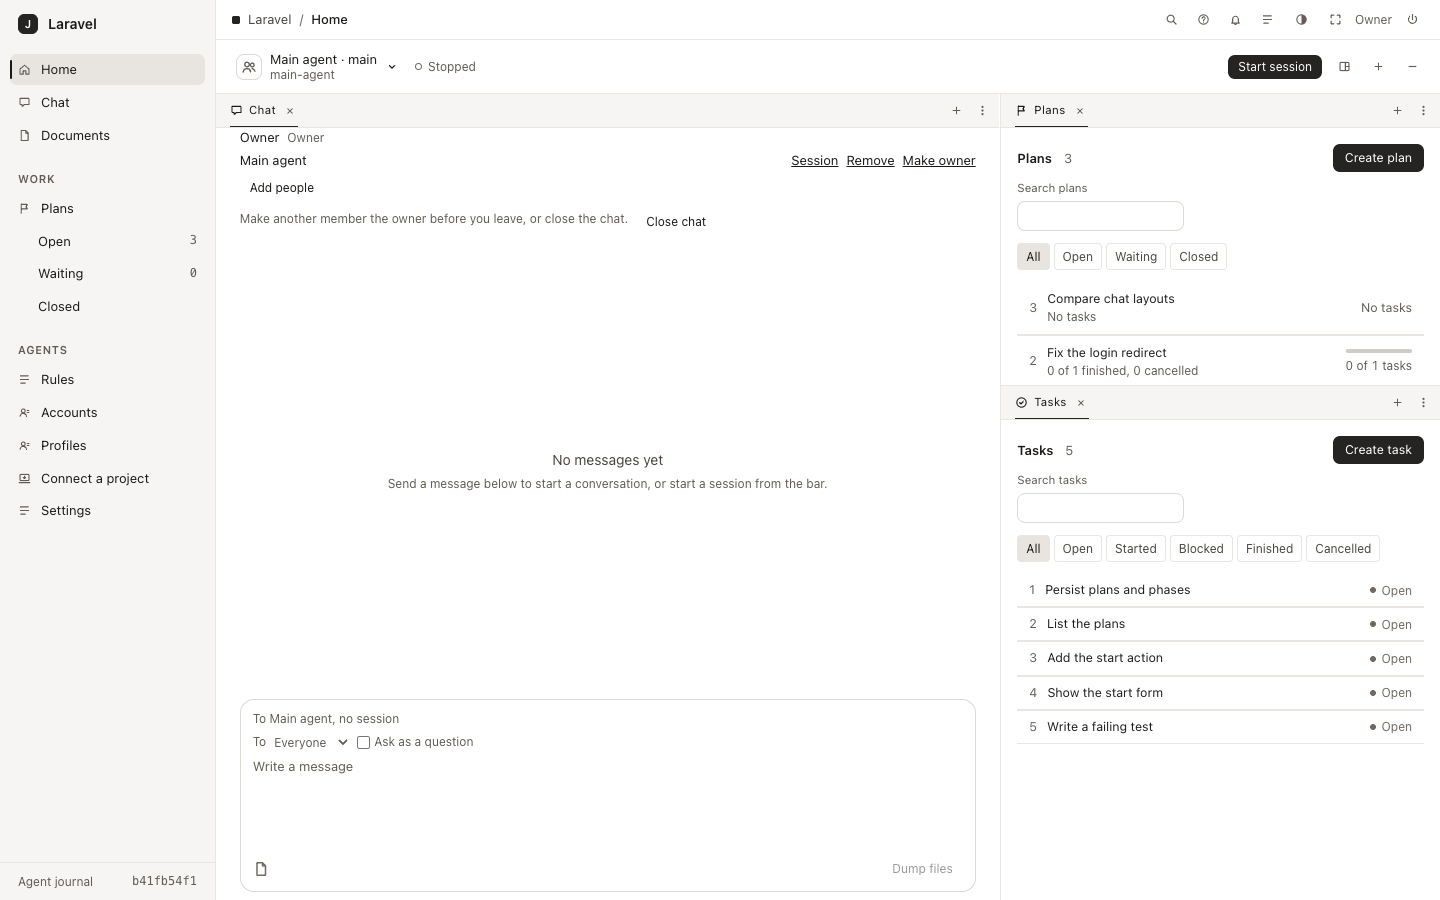 J Laravel
Home
Chat
Documents
WORK
Plans
Open 3
Waiting 0
Closed
AGENTS
Rules
Accounts
Profiles
Connect a project
Settings
Agent journal b41fb54f1
Laravel / Home
Owner
Main agent · main
main-agent
Stopped
Start session
Chat ×
Owner Owner
Main agent Session Remove Make owner
Add people
Make another member the owner before you leave, or close the chat. Close chat
No messages yet
Send a message below to start a conversation, or start a session from the bar.
To Main agent, no session
To Everyone Ask as a question
Write a message
Dump files
Plans ×
Plans 3 Create plan
Search plans
All Open Waiting Closed
3 Compare chat layouts No tasks
No tasks
2 Fix the login redirect
0 of 1 finished, 0 cancelled 0 of 1 tasks
Tasks ×
Tasks 5 Create task
Search tasks
All Open Started Blocked Finished Cancelled
1 Persist plans and phases Open
2 List the plans Open
3 Add the start action Open
4 Show the start form Open
5 Write a failing test Open